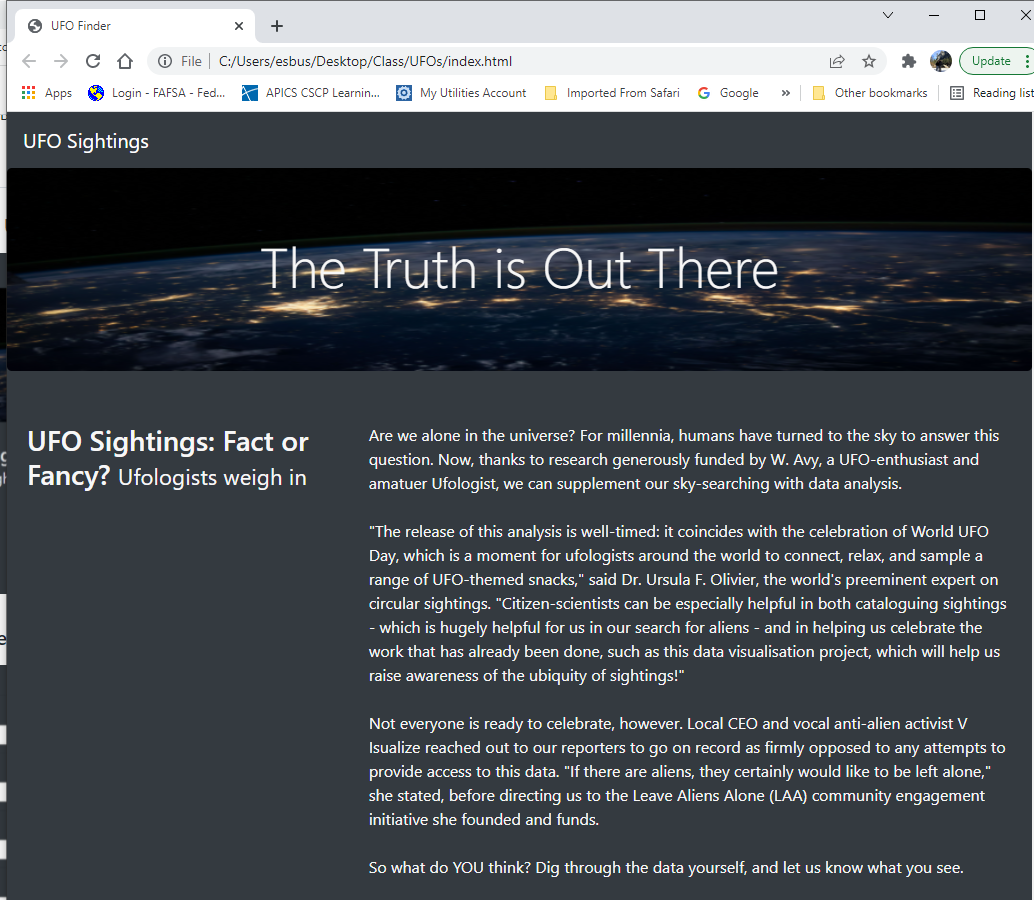 UFO Finder
File
C:/Users/esbus/Desktop/Class/UFOs/index.html
Update
Apps
Login - FAFSA - Fed...
APICS CSCP Learnin...
My Utilities Account
Imported From Safari
Google
»
Other bookmarks
Reading list
UFO Sightings
The Truth is Out There
UFO Sightings: Fact or
Fancy? Ufologists weigh in
Are we alone in the universe? For millennia, humans have turned to the sky to answer this
question. Now, thanks to research generously funded by W. Avy, a UFO-enthusiast and
amatuer Ufologist, we can supplement our sky-searching with data analysis.
"The release of this analysis is well-timed: it coincides with the celebration of World UFO
Day, which is a moment for ufologists around the world to connect, relax, and sample a
range of UFO-themed snacks," said Dr. Ursula F. Olivier, the world's preeminent expert on
circular sightings. "Citizen-scientists can be especially helpful in both cataloguing sightings
- which is hugely helpful for us in our search for aliens - and in helping us celebrate the
work that has already been done, such as this data visualisation project, which will help us
raise awareness of the ubiquity of sightings!"
Not everyone is ready to celebrate, however. Local CEO and vocal anti-alien activist V
Isualize reached out to our reporters to go on record as firmly opposed to any attempts to
provide access to this data. "If there are aliens, they certainly would like to be left alone,"
she stated, before directing us to the Leave Aliens Alone (LAA) community engagement
initiative she founded and funds.
So what do YOU think? Dig through the data yourself, and let us know what you see.